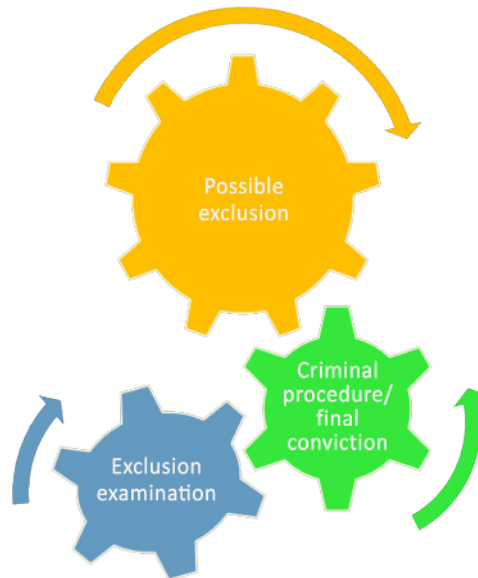 Possible
exclusion
Criminal
procedure/
final
conviction
Exclusion
examination